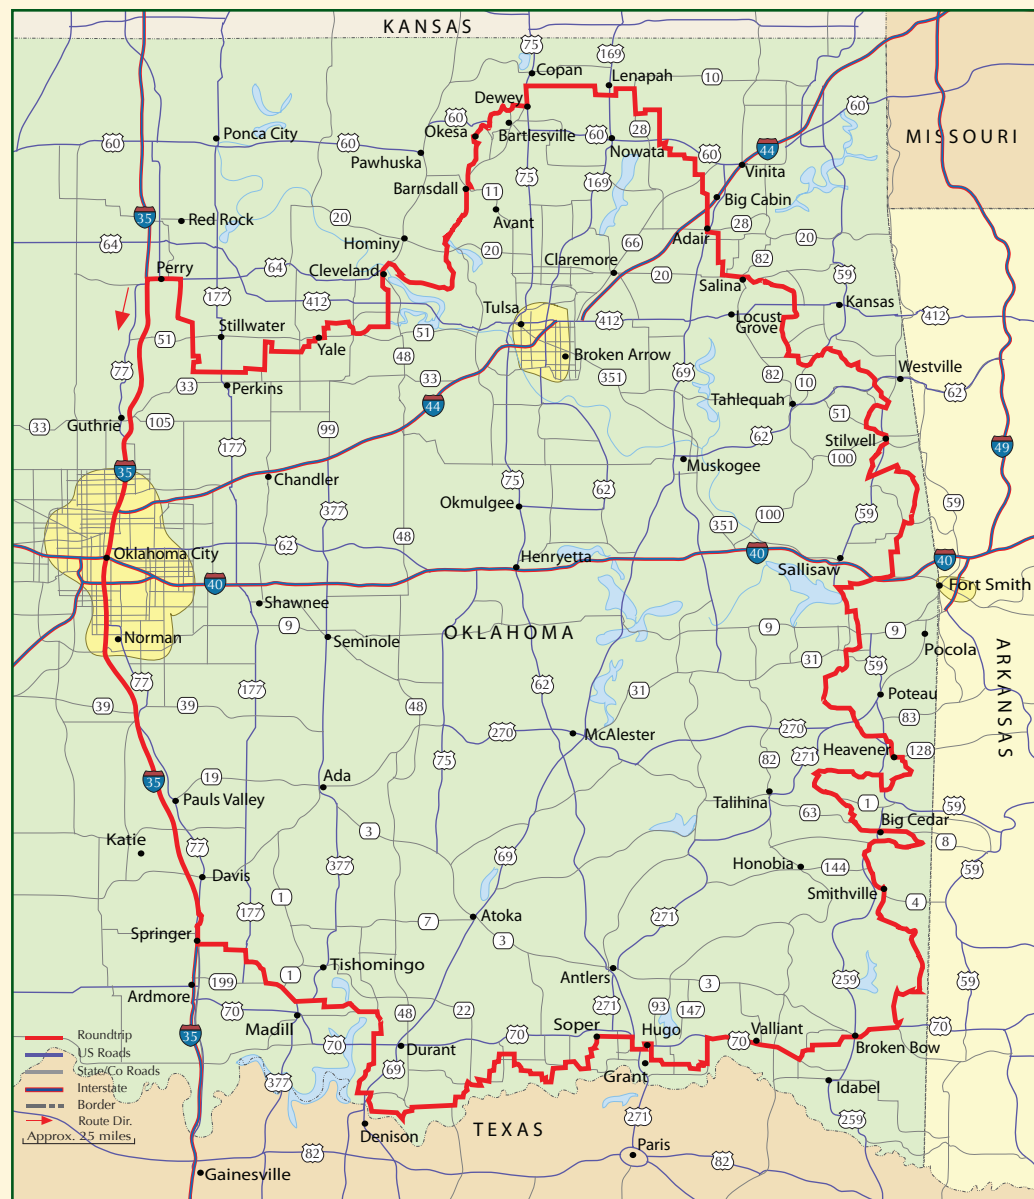 KANSAS
75
169
Copan
Lenapah
10
Dewey
60
60
Ponca City
Okesa
Bartlesville
28
MISSOURI
60
60
60
Nowata
60
44
Pawhuska
75
Vinita
Barnsdall
11
169
Big Cabin
35
Red Rock
20
Avant
28
64
Hominy
66
Adair
20
20
82
Perry
64
Cleveland
Claremore
20
Salina
59
177
412
Tulsa
412
Locust
Grove
Kansas
412
51
Stillwater
Yale
51
48
Broken Arrow
77
33
Perkins
33
351
69
82
10
Westville
62
44
Tahlequah
Guthrie
105
33
99
51
177
62
Stilwell
35
Muskogee
100
49
Chandler
75
62
377
Okmulgee
59
100
59
351
62
48
Oklahoma City
Henryetta
40
40
40
Sallisaw
Fort Smith
Shawnee
9
Seminole
OKLAHOMA
9
9
Norman
Pocola
31
59
ARKANSAS
77
177
62
31
Poteau
39
39
48
83
270
McAlester
270
Heavener
128
82
271
75
35
19
Ada
Pauls Valley
Talihina
63
1
59
3
Big Cedar
8
Katie
77
69
377
Honobia
144
59
Davis
1
Smithville
4
177
7
Atoka
271
Springer
3
Tishomingo
Antlers
199
1
3
259
59
Ardmore
70
48
22
271
93
147
Madill
Soper
Hugo
Valliant
70
35
70
Durant
70
70
Broken Bow
69
Grant
377
Idabel
271
259
Denison
TEXAS
82
Paris
82
Gainesville
Roundtrip
US Roads
State/Co Roads
Interstate
Border
Route Dir.
Approx. 25 miles